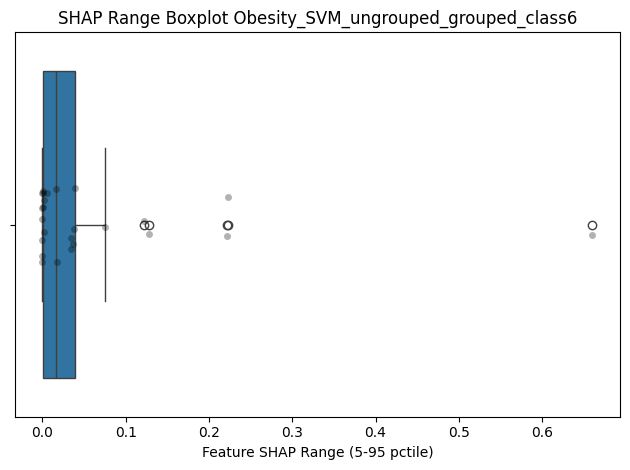 SHAP Range Boxplot Obesity_SVM_ungrouped_grouped_class6
0.0 0.1 0.2 0.3 0.4 0.5 0.6
Feature SHAP Range (5-95 pctile)